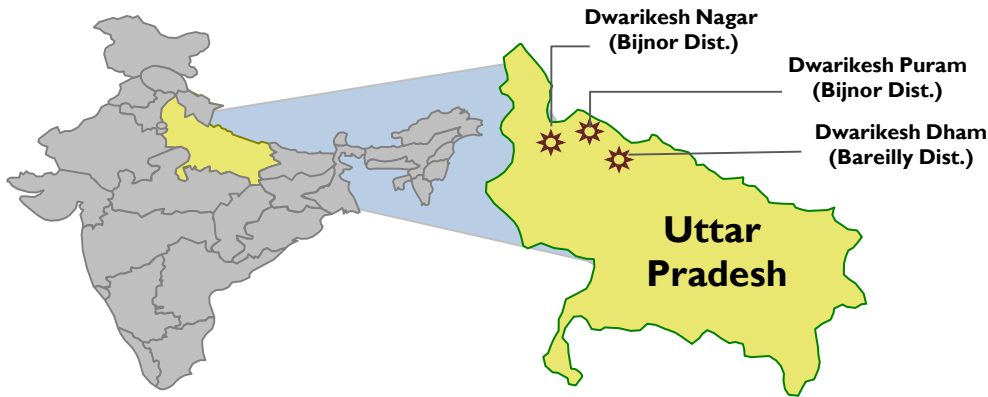 Dwarikesh Nagar
(Bijnor Dist.)
Dwarikesh Puram
(Bijnor Dist.)
Dwarikesh Dham
(Bareilly Dist.)
Uttar
Pradesh